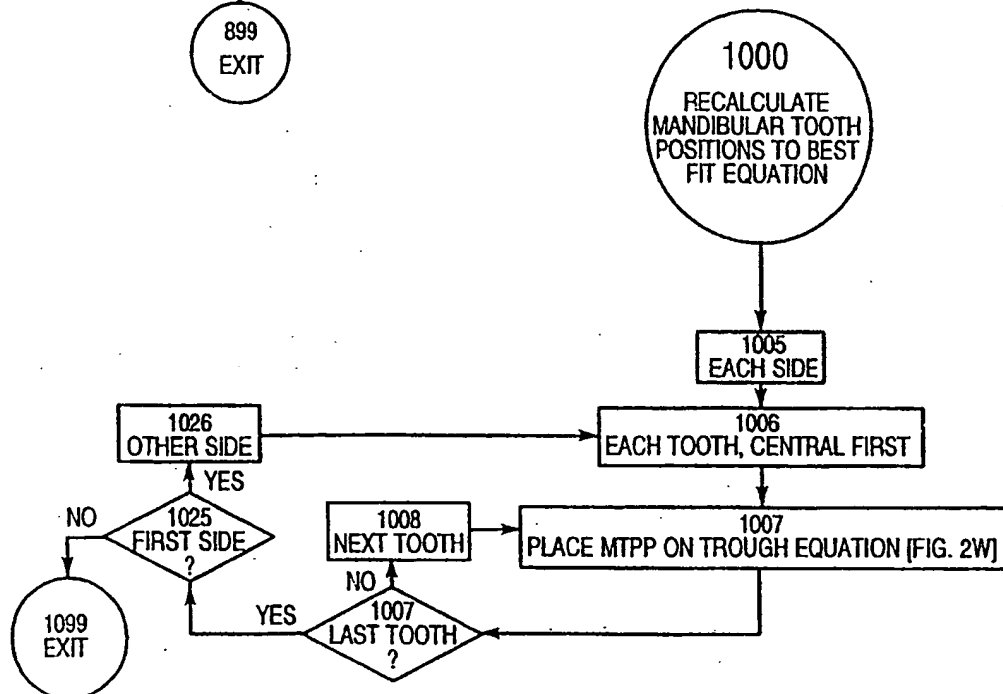 899
EXIT
1000
RECALCULATE
MANDIBULAR TOOTH
POSITIONS TO BEST
FIT EQUATION
1005
EACH SIDE
1006
EACH TOOTH, CENTRAL FIRST
1026
OTHER SIDE
YES
NO
1025
FIRST SIDE
?
1008
NEXT TOOTH
1007
PLACE MTPP ON TROUGH EQUATION [FIG. 2W]
NO
YES
1007
LAST TOOTH
?
1099
EXIT